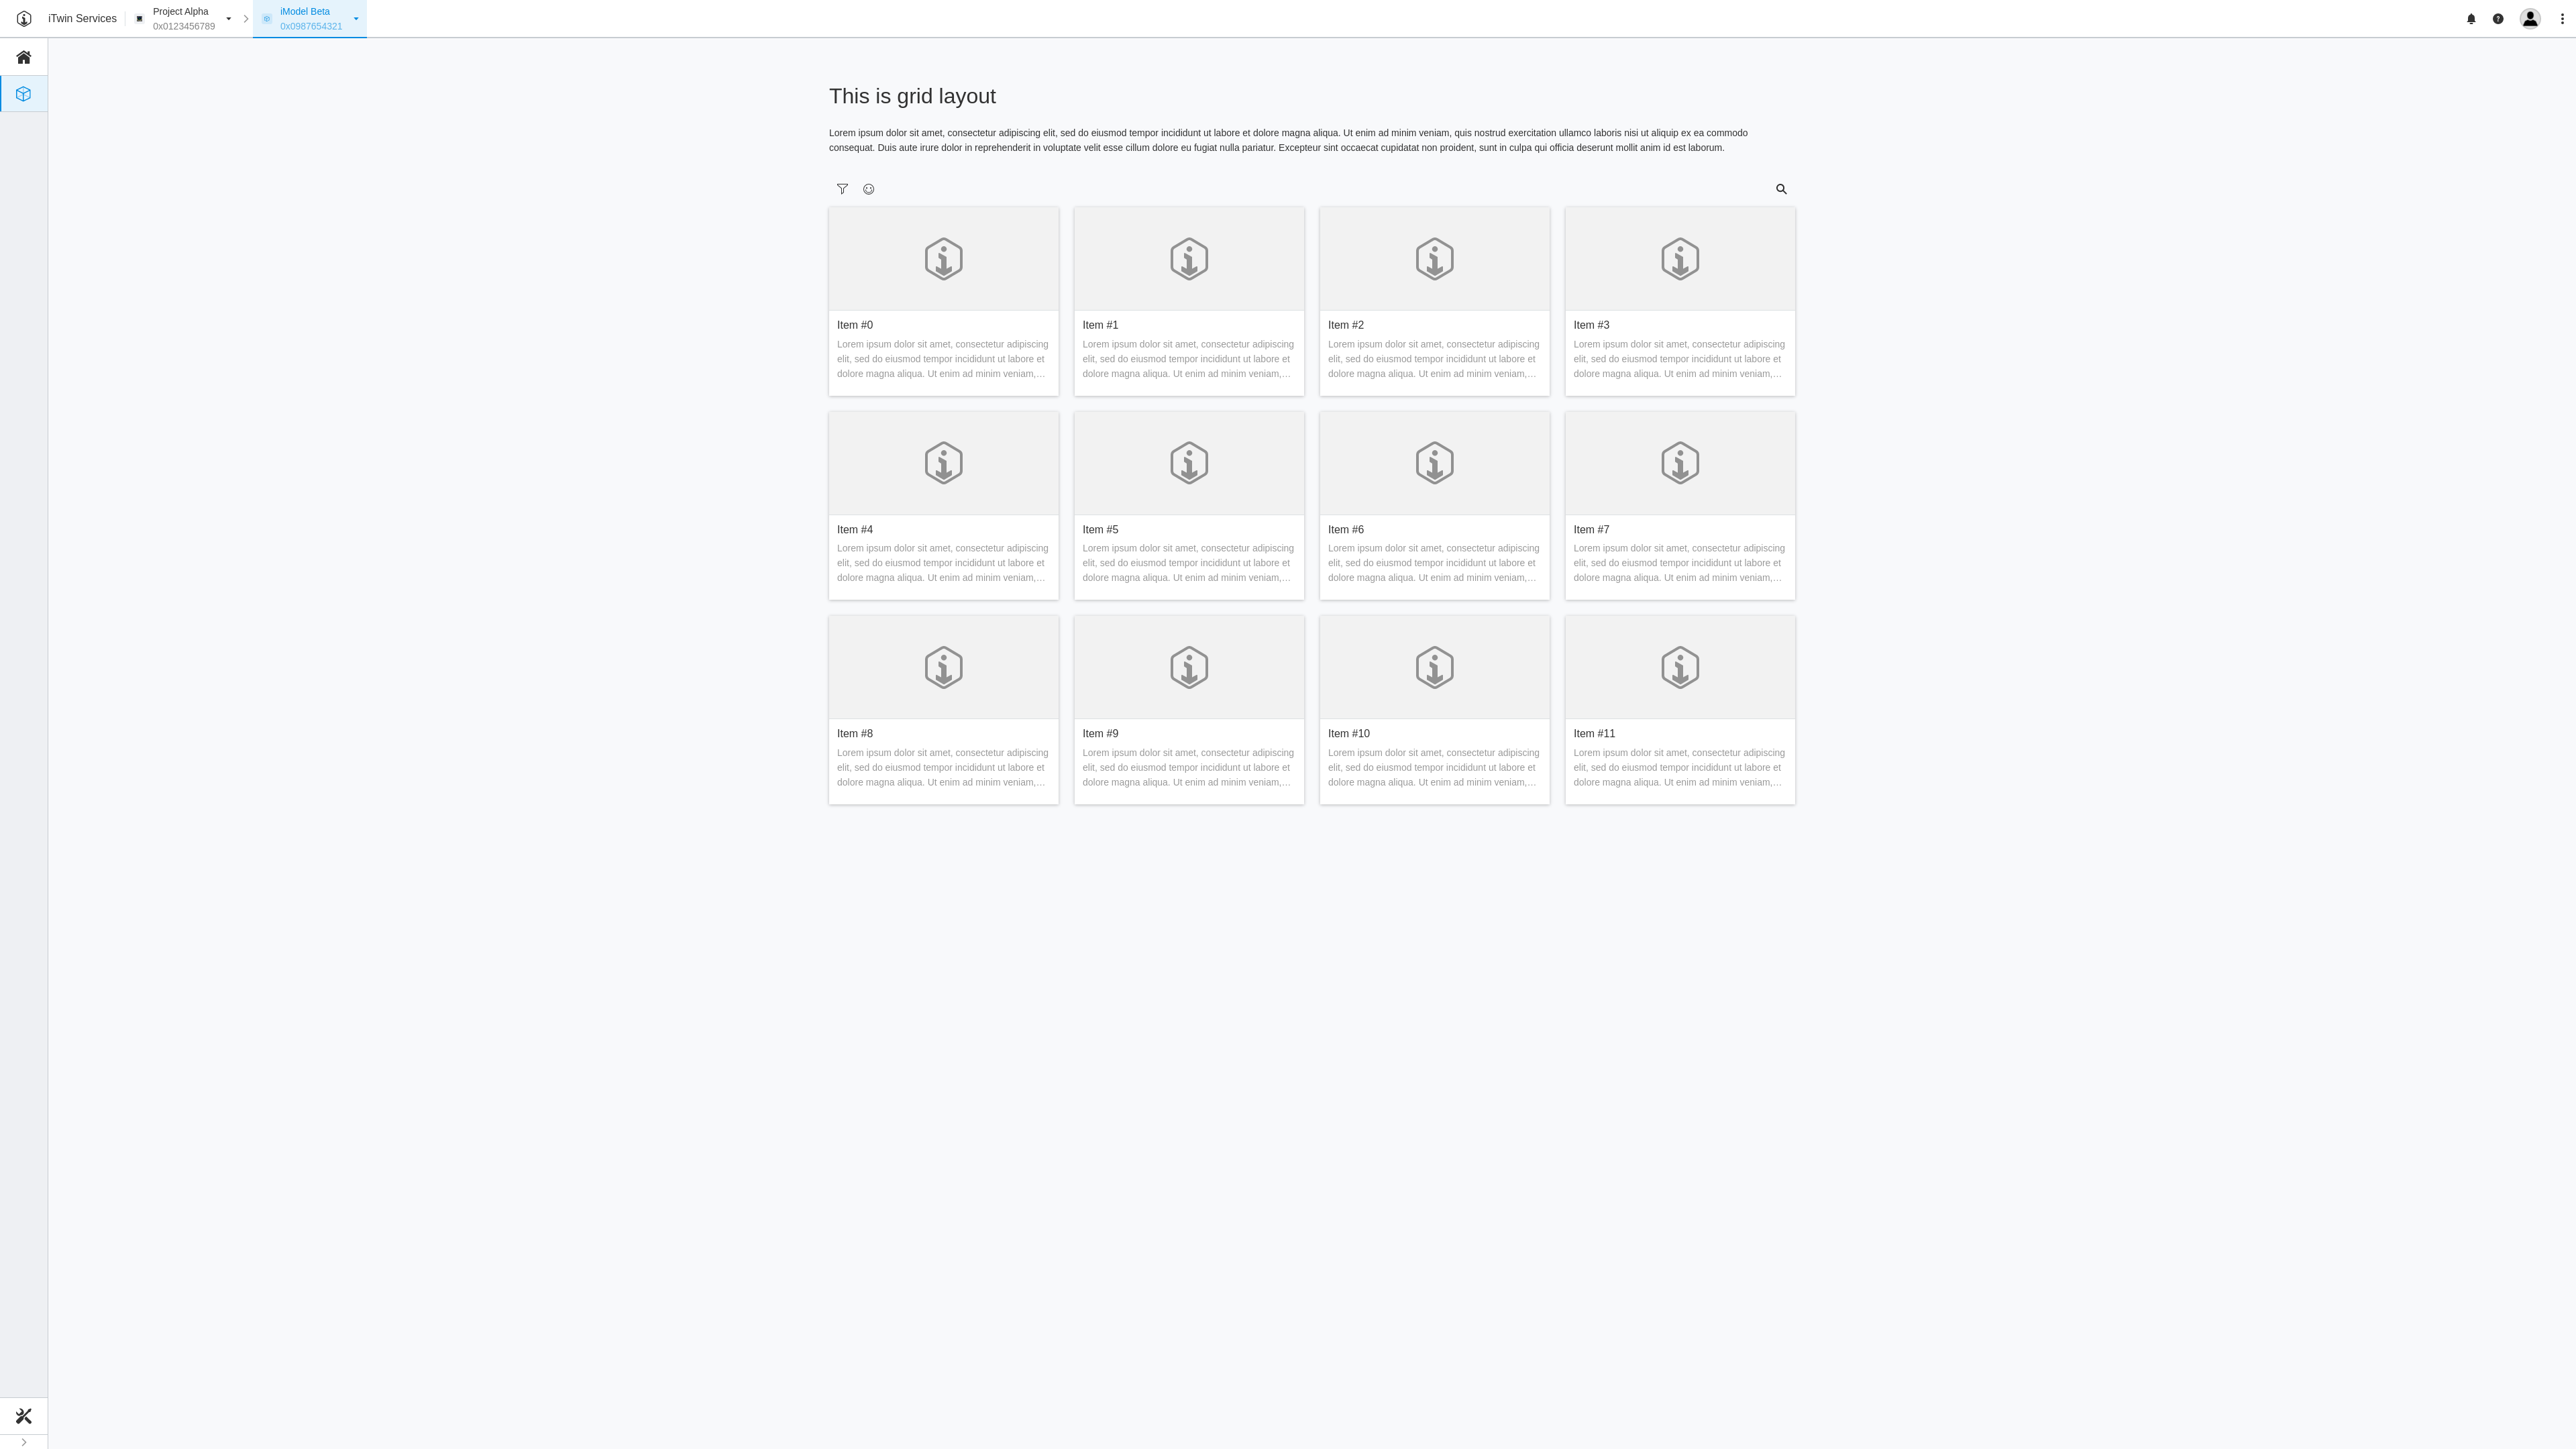 iTwin Services
Project Alpha
0x0123456789
iModel Beta
0x0987654321
This is grid layout
Lorem ipsum dolor sit amet, consectetur adipiscing elit, sed do eiusmod tempor incididunt ut labore et dolore magna aliqua. Ut enim ad minim veniam, quis nostrud exercitation ullamco laboris nisi ut aliquip ex ea commodo
consequat. Duis aute irure dolor in reprehenderit in voluptate velit esse cillum dolore eu fugiat nulla pariatur. Excepteur sint occaecat cupidatat non proident, sunt in culpa qui officia deserunt mollit anim id est laborum.
Item #0
Lorem ipsum dolor sit amet, consectetur adipiscing
elit, sed do eiusmod tempor incididunt ut labore et
dolore magna aliqua. Ut enim ad minim veniam,…
Item #1
Lorem ipsum dolor sit amet, consectetur adipiscing
elit, sed do eiusmod tempor incididunt ut labore et
dolore magna aliqua. Ut enim ad minim veniam,…
Item #2
Lorem ipsum dolor sit amet, consectetur adipiscing
elit, sed do eiusmod tempor incididunt ut labore et
dolore magna aliqua. Ut enim ad minim veniam,…
Item #3
Lorem ipsum dolor sit amet, consectetur adipiscing
elit, sed do eiusmod tempor incididunt ut labore et
dolore magna aliqua. Ut enim ad minim veniam,…
Item #4
Lorem ipsum dolor sit amet, consectetur adipiscing
elit, sed do eiusmod tempor incididunt ut labore et
dolore magna aliqua. Ut enim ad minim veniam,…
Item #5
Lorem ipsum dolor sit amet, consectetur adipiscing
elit, sed do eiusmod tempor incididunt ut labore et
dolore magna aliqua. Ut enim ad minim veniam,…
Item #6
Lorem ipsum dolor sit amet, consectetur adipiscing
elit, sed do eiusmod tempor incididunt ut labore et
dolore magna aliqua. Ut enim ad minim veniam,…
Item #7
Lorem ipsum dolor sit amet, consectetur adipiscing
elit, sed do eiusmod tempor incididunt ut labore et
dolore magna aliqua. Ut enim ad minim veniam,…
Item #8
Lorem ipsum dolor sit amet, consectetur adipiscing
elit, sed do eiusmod tempor incididunt ut labore et
dolore magna aliqua. Ut enim ad minim veniam,…
Item #9
Lorem ipsum dolor sit amet, consectetur adipiscing
elit, sed do eiusmod tempor incididunt ut labore et
dolore magna aliqua. Ut enim ad minim veniam,…
Item #10
Lorem ipsum dolor sit amet, consectetur adipiscing
elit, sed do eiusmod tempor incididunt ut labore et
dolore magna aliqua. Ut enim ad minim veniam,…
Item #11
Lorem ipsum dolor sit amet, consectetur adipiscing
elit, sed do eiusmod tempor incididunt ut labore et
dolore magna aliqua. Ut enim ad minim veniam,…